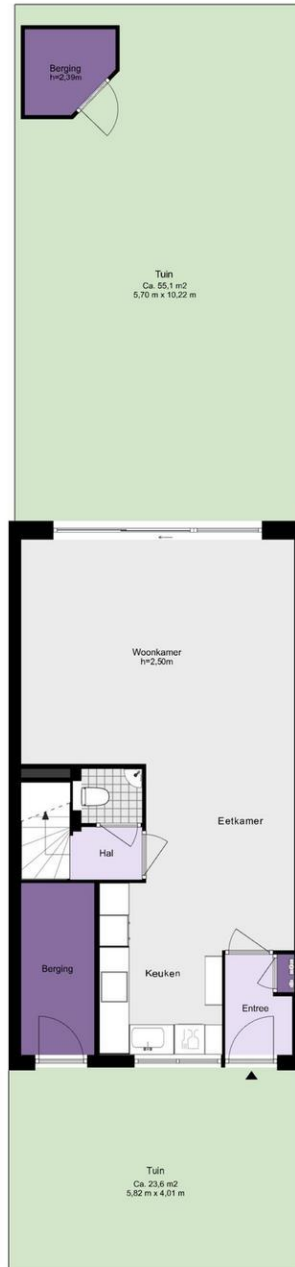 Berging
h=2,39m
Tuin
Ca. 55,1 m2
5,70 m x 10,22 m
Woonkamer
h=2,50m
Eetkamer
Hal
Berging
Keuken
Entree
Tuin
Ca. 23,6 m2
5,82 m x 4,01 m